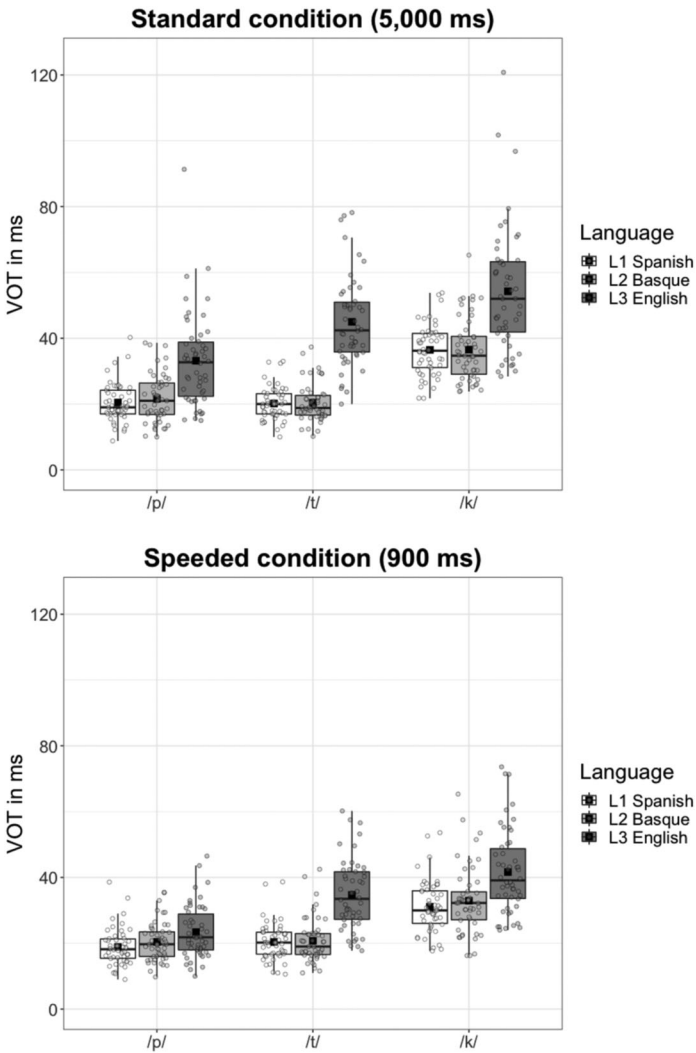 Standard condition (5,000 ms)
120
80
40
0
VOT in ms
/p/ /t/ /k/
Language
L1 Spanish
L2 Basque
L3 English
Speeded condition (900 ms)
120
80
40
0
VOT in ms
/p/ /t/ /k/
Language
L1 Spanish
L2 Basque
L3 English